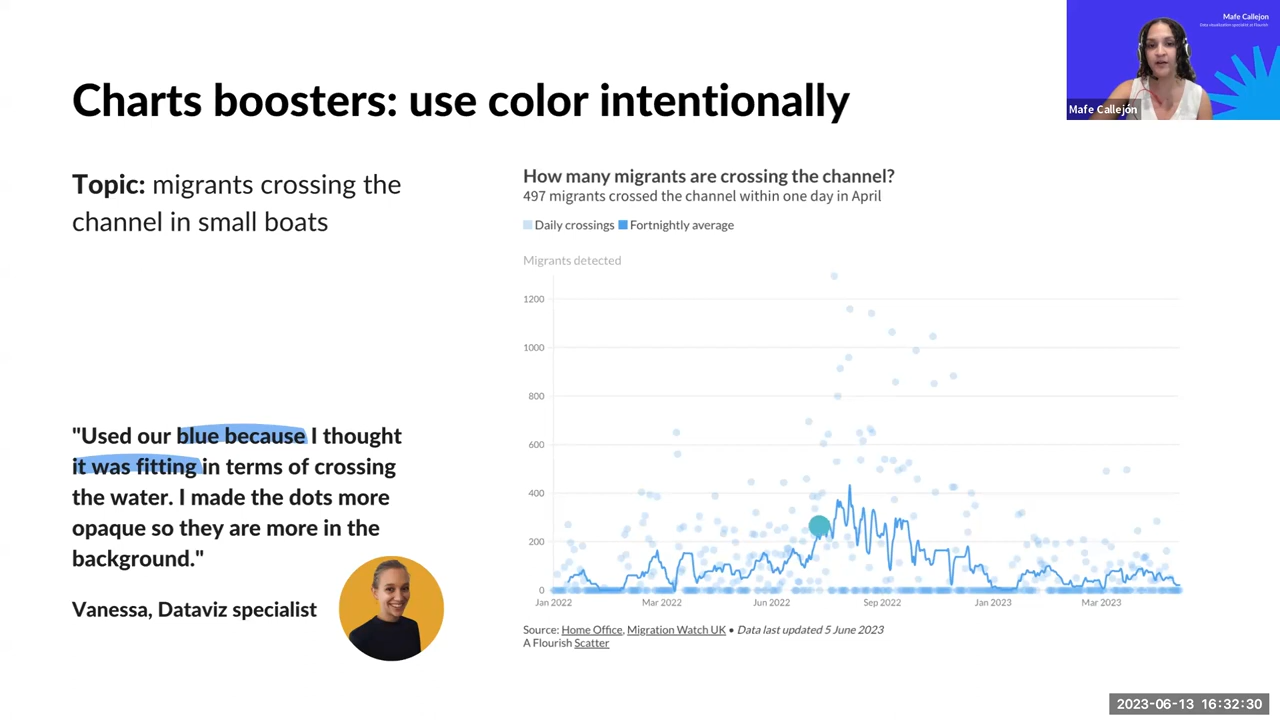 Mafe Callejon
Data visualization specialist at Flourish
Mafe Callejón
Charts boosters: use color intentionally
Topic: migrants crossing the
channel in small boats
"Used our blue because I thought
it was fitting in terms of crossing
the water. I made the dots more
opaque so they are more in the
background."
Vanessa, Dataviz specialist
How many migrants are crossing the channel?
497 migrants crossed the channel within one day in April
Daily crossings Fortnightly average
Migrants detected
1200
1000
800
600
400
200
0
Jan 2022 Mar 2022 Jun 2022 Sep 2022 Jan 2023 Mar 2023
Source: Home Office, Migration Watch UK • Data last updated 5 June 2023
A Flourish Scatter
2023-06-13 16:32:30